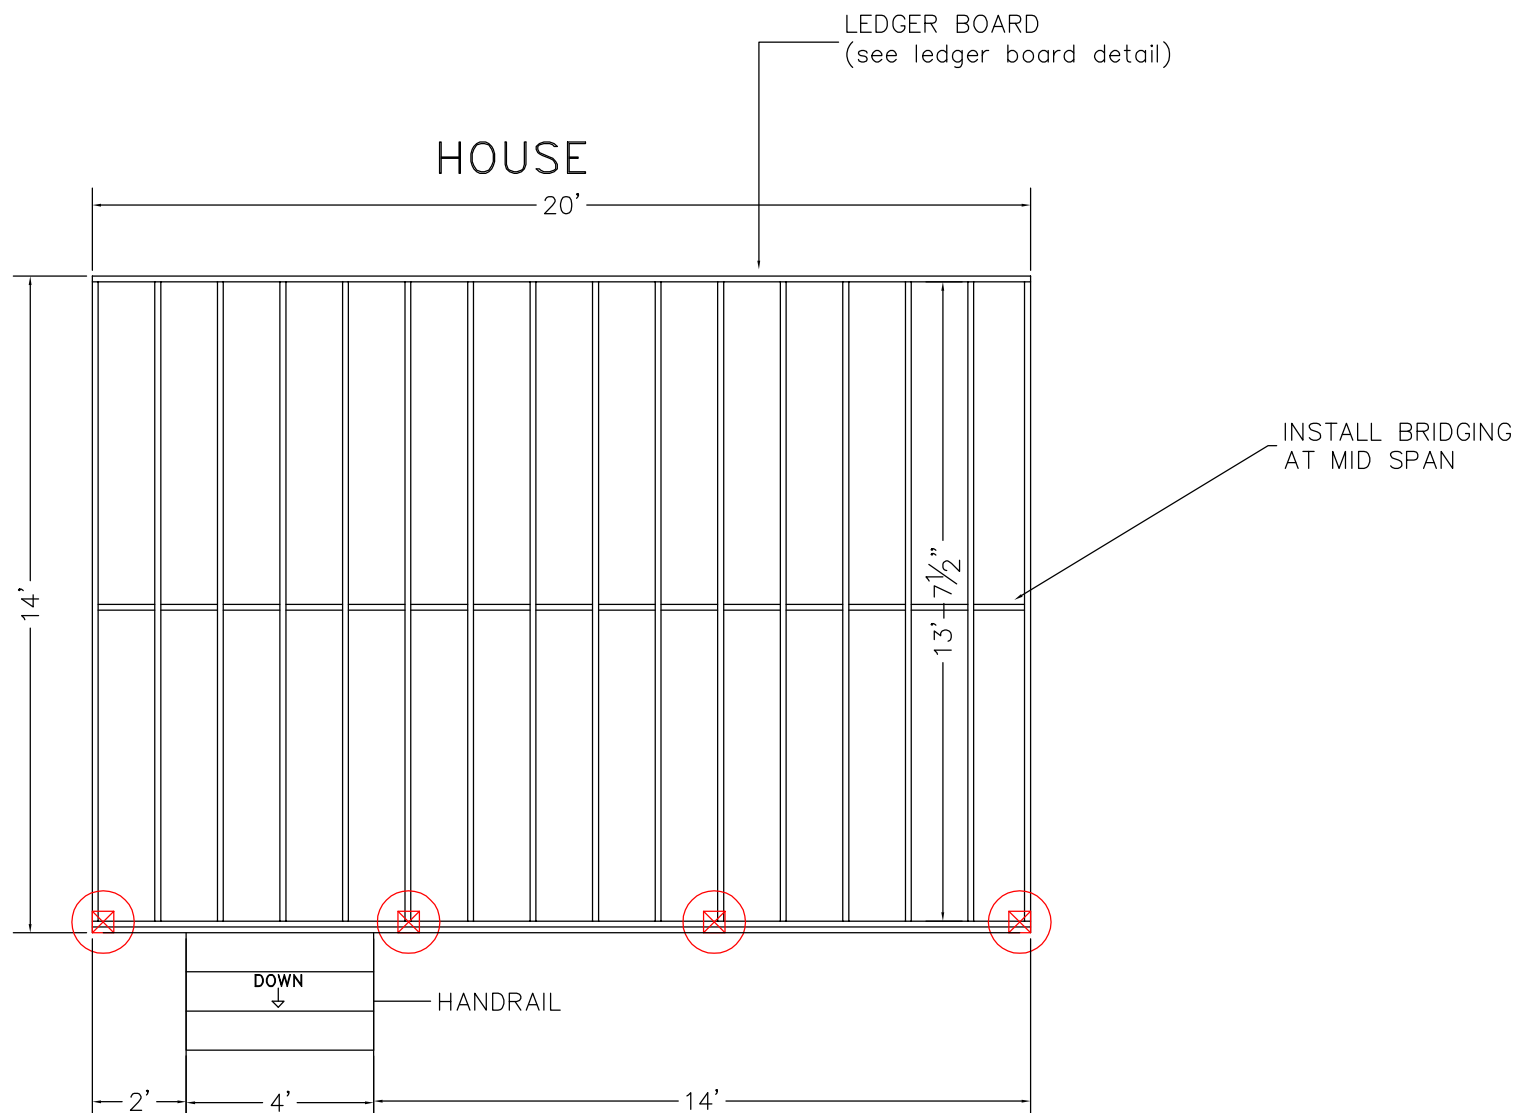 LEDGER BOARD
(see ledger board detail)
HOUSE
20'
INSTALL BRIDGING
AT MID SPAN
14'
13'-7½"
DOWN
HANDRAIL
2'
4'
14'